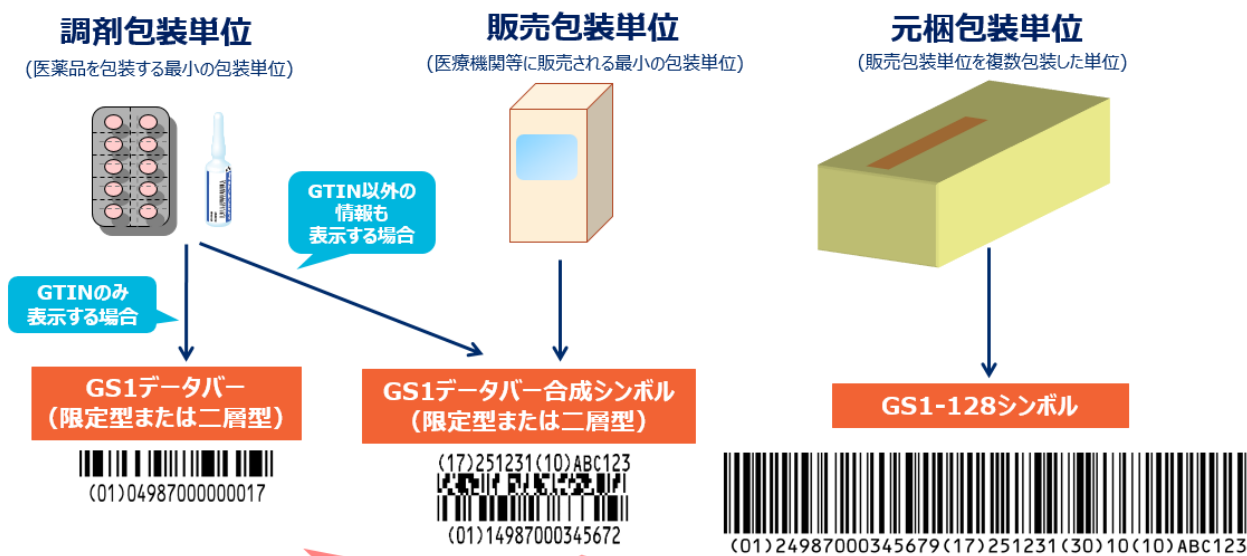 調剤包装単位
(医薬品を包装する最小の包装単位)
販売包装単位
(医療機関等に販売される最小の包装単位)
元梱包装単位
(販売包装単位を複数包装した単位)
GTIN以外の
情報も
表示する場合
GTINのみ
表示する場合
GS1データバー
(限定型または二層型)
GS1データバー合成シンボル
(限定型または二層型)
GS1-128シンボル
(01)04987000000017
(17)251231(10)ABC123
(01)14987000345672
(01)24987000345679(17)251231(30)10(10)ABC123